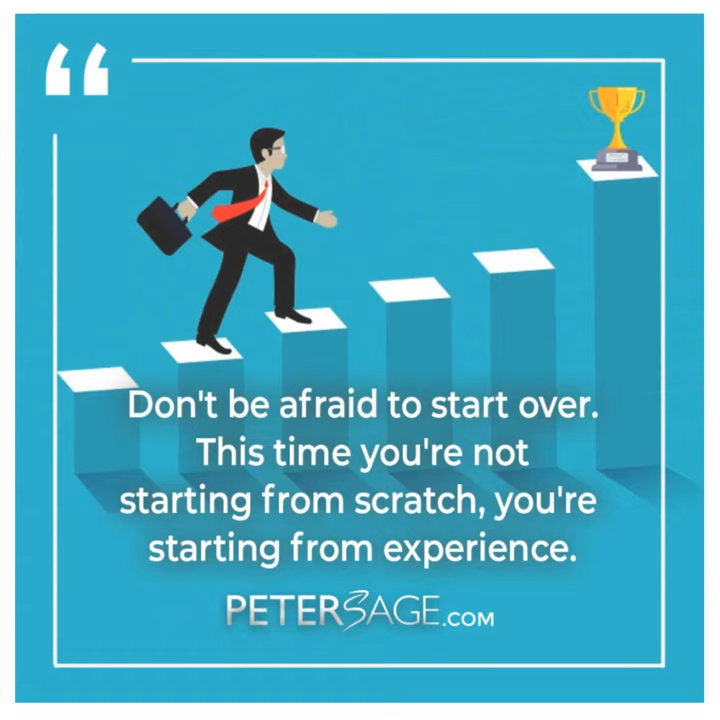 “
Don't be afraid to start over.
This time you're not
starting from scratch, you're
starting from experience.
PETERSAGE.COM